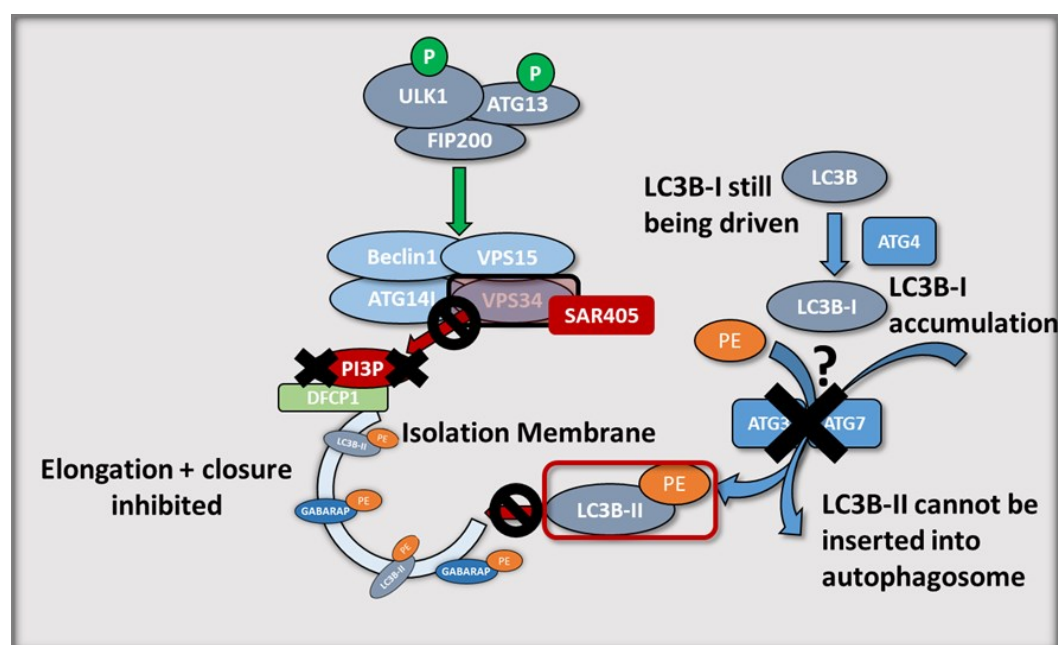 P
P
ULK1
ATG13
FIP200
LC3B-I still
being driven
LC3B
ATG4
Beclin1
VPS15
ATG14l
VPS34
SAR405
LC3B-I
LC3B-I
accumulation
PE
?
PI3P
DFCP1
ATG3
ATG7
LC3B-II
PE
Isolation Membrane
Elongation + closure
inhibited
GABARAP
PE
LC3B-II
PE
LC3B-II
PE
GABARAP
PE
LC3B-II cannot be
inserted into
autophagosome